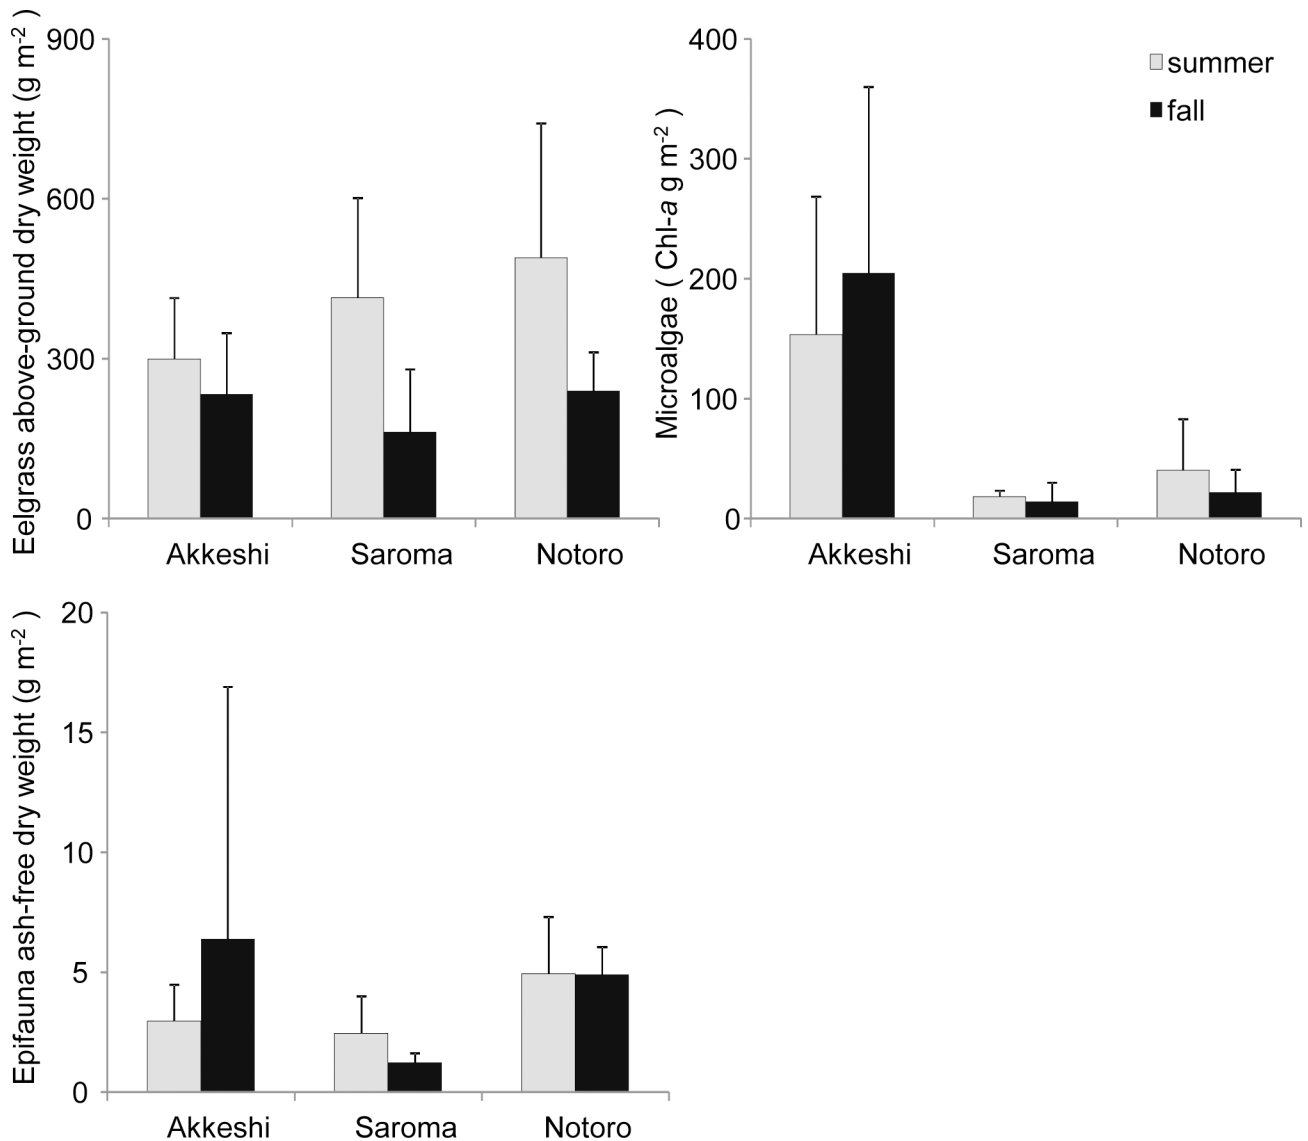 Eelgrass above-ground dry weight (g m-2 )
900
600
300
0
Akkeshi Saroma Notoro
Microalgae ( Chl-a g m-2 )
400
300
200
100
0
Akkeshi Saroma Notoro
summer
fall
Epifauna ash-free dry weight (g m-2 )
20
15
10
5
0
Akkeshi Saroma Notoro